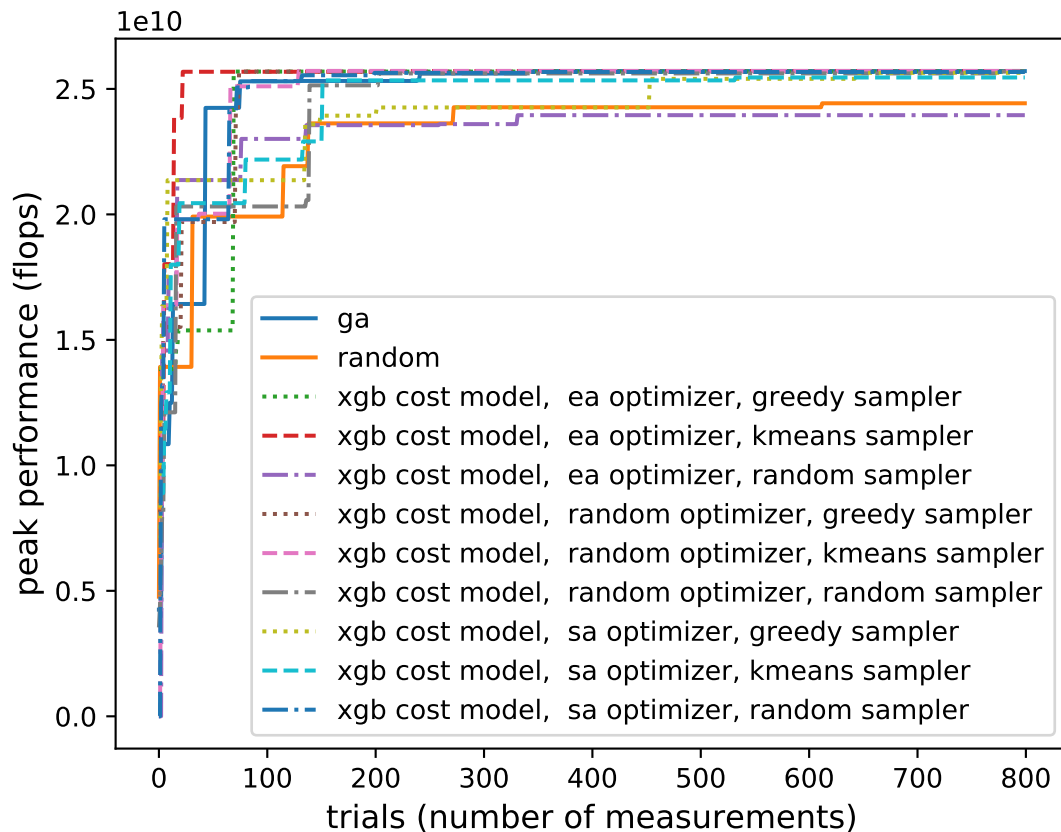 1e10
peak performance (flops)
2.5
2.0
1.5
1.0
0.5
0.0
ga
random
xgb cost model,  ea optimizer, greedy sampler
xgb cost model,  ea optimizer, kmeans sampler
xgb cost model,  ea optimizer, random sampler
xgb cost model,  random optimizer, greedy sampler
xgb cost model,  random optimizer, kmeans sampler
xgb cost model,  random optimizer, random sampler
xgb cost model,  sa optimizer, greedy sampler
xgb cost model,  sa optimizer, kmeans sampler
xgb cost model,  sa optimizer, random sampler
0 100 200 300 400 500 600 700 800
trials (number of measurements)